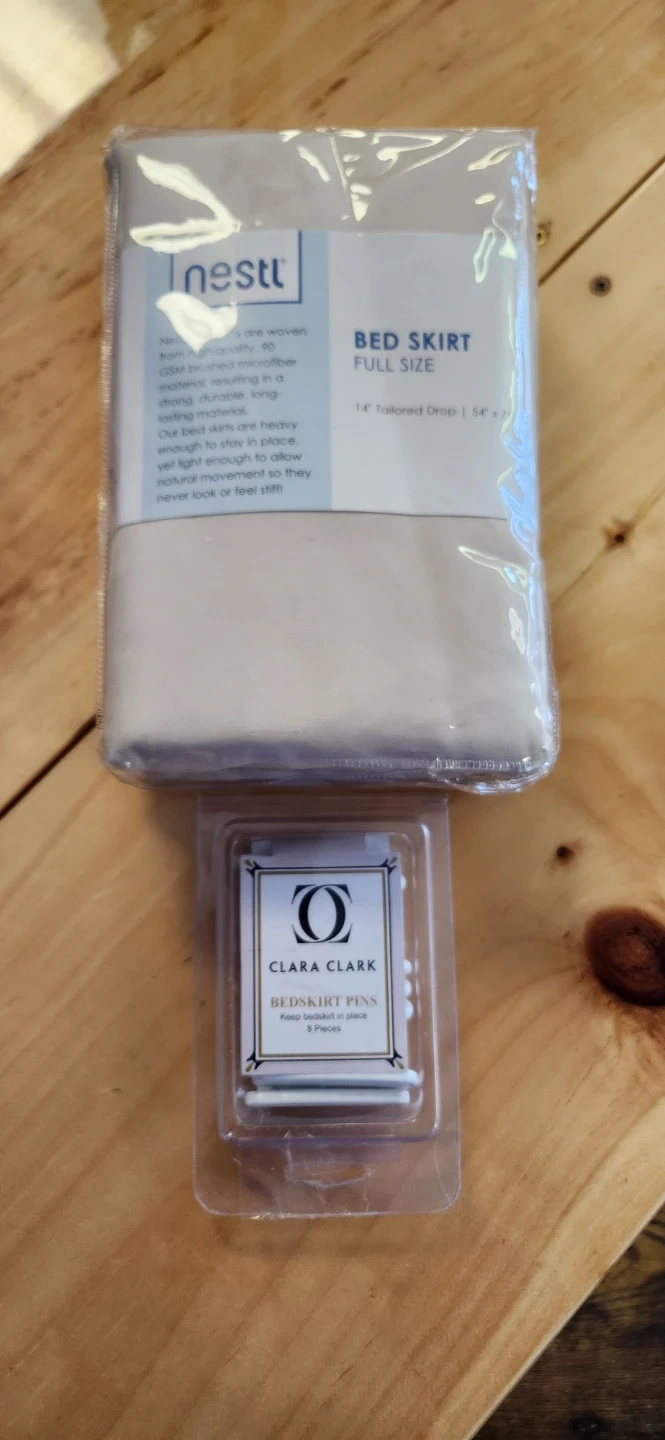 nestl
BED SKIRT
FULL SIZE
14" Tailored Drop | 54" x
are woven
from high-quality, 90
GSM brushed microfiber
material, resulting in a
strong, durable, long-
lasting material.
Our bed skirts are heavy
enough to stay in place,
yet light enough to allow
natural movement so they
never look or feel stiff!
CLARA CLARK
BEDSKIRT PINS
Keep bedskirt in place
8 Pieces